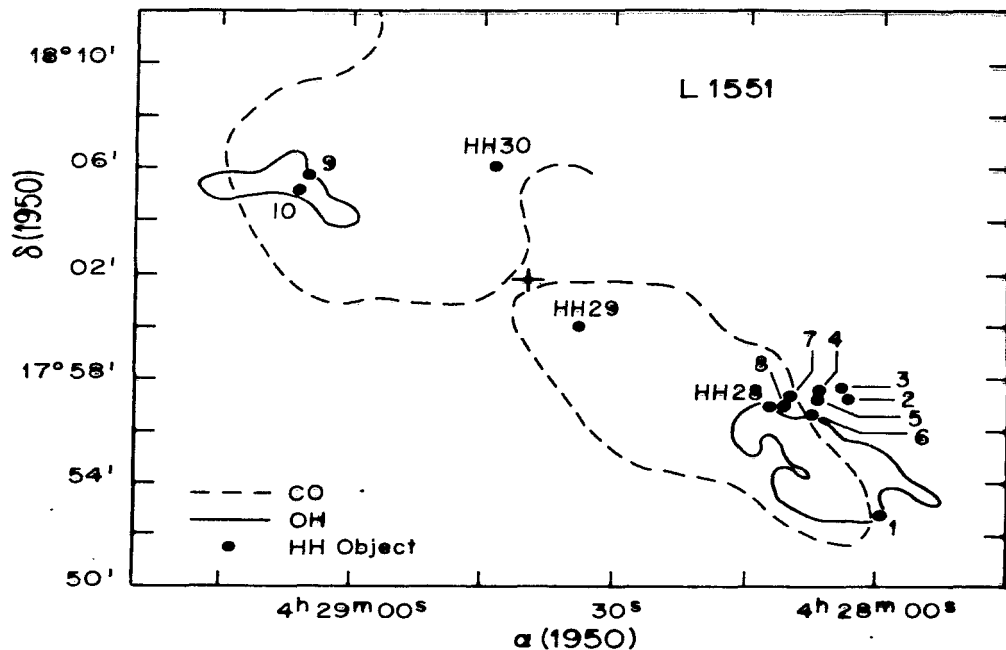 L 1551
18°10'
06'
02'
17°58'
54'
50'
δ(1950)
HH30
9
10
HH29
7 4
8
3
HH28
2
5
6
1
CO
OH
HH Object
4h 29m 00s
30s
4h 28m 00s
α (1950)